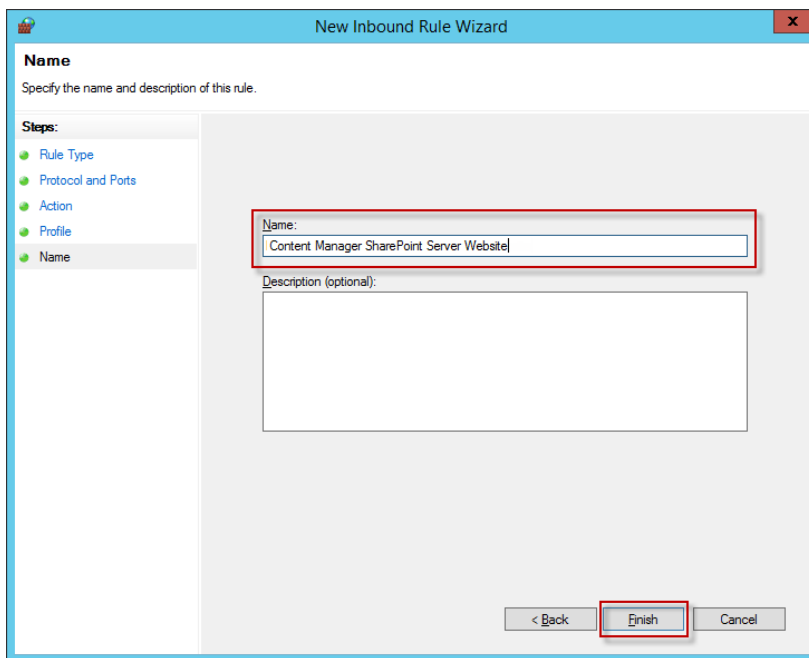 New Inbound Rule Wizard
x
Name
Specify the name and description of this rule.
Steps:
Rule Type
Protocol and Ports
Action
Profile
Name
Name:
Content Manager SharePoint Server Website
Description (optional):
< Back
Finish
Cancel